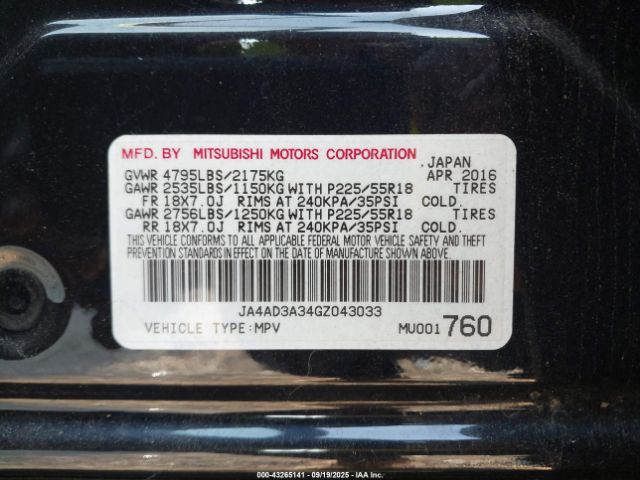 MFD. BY MITSUBISHI MOTORS CORPORATION . JAPAN
GVWR 4795LBS/2175KG APR 2016
GAWR 2535LBS/1150KG WITH P225/55R18 TIRES
FR 18X7.0J RIMS AT 240KPA/35PSI COLD.
GAWR 2756LBS/1250KG WITH P225/55R18 TIRES
RR 18X7.0J RIMS AT 240KPA/35PSI COLD.
THIS VEHICLE CONFORMS TO ALL APPLICABLE FEDERAL MOTOR VEHICLE SAFETY AND THEFT
PREVENTION STANDARDS IN EFFECT ON THE DATE OF MANUFACTURE SHOWN ABOVE.
JA4AD3A34GZ043033
VEHICLE TYPE:MPV MU001 760
000-43265141 - 09/19/2025 - IAA Inc.